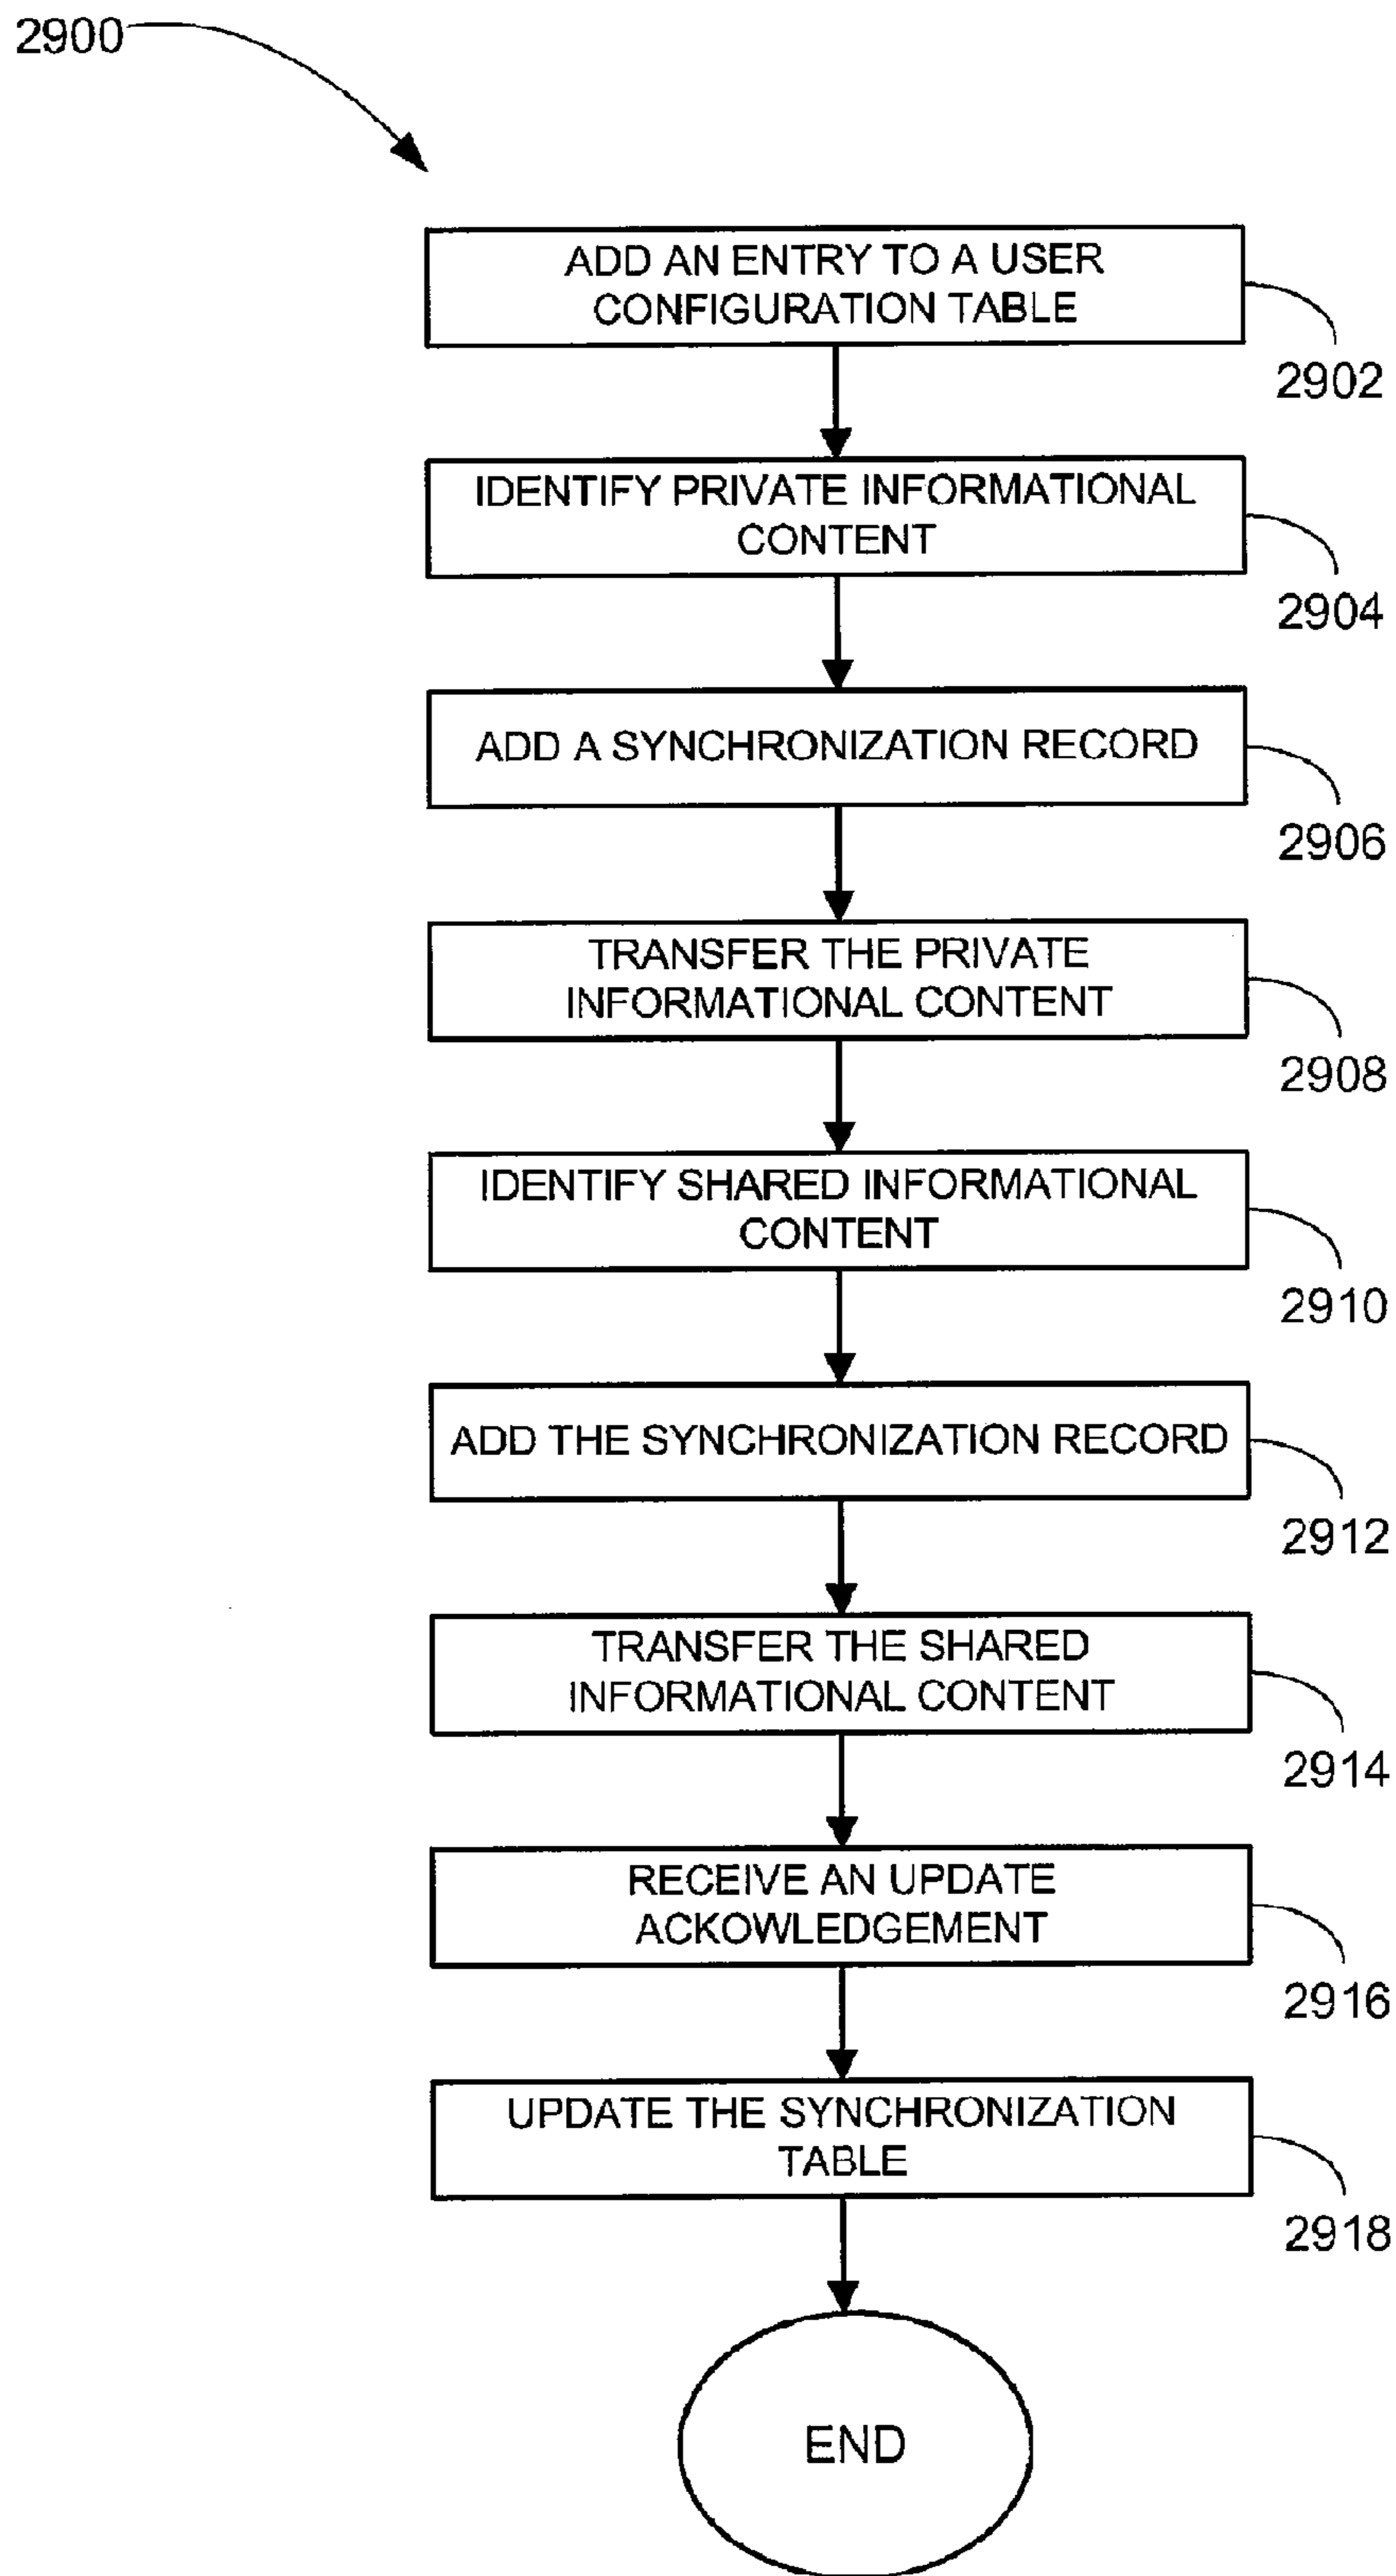 2900
ADD AN ENTRY TO A USER
CONFIGURATION TABLE
2902
IDENTIFY PRIVATE INFORMATIONAL
CONTENT
2904
ADD A SYNCHRONIZATION RECORD
2906
TRANSFER THE PRIVATE
INFORMATIONAL CONTENT
2908
IDENTIFY SHARED INFORMATIONAL
CONTENT
2910
ADD THE SYNCHRONIZATION RECORD
2912
TRANSFER THE SHARED
INFORMATIONAL CONTENT
2914
RECEIVE AN UPDATE
ACKOWLEDGEMENT
2916
UPDATE THE SYNCHRONIZATION
TABLE
2918
END